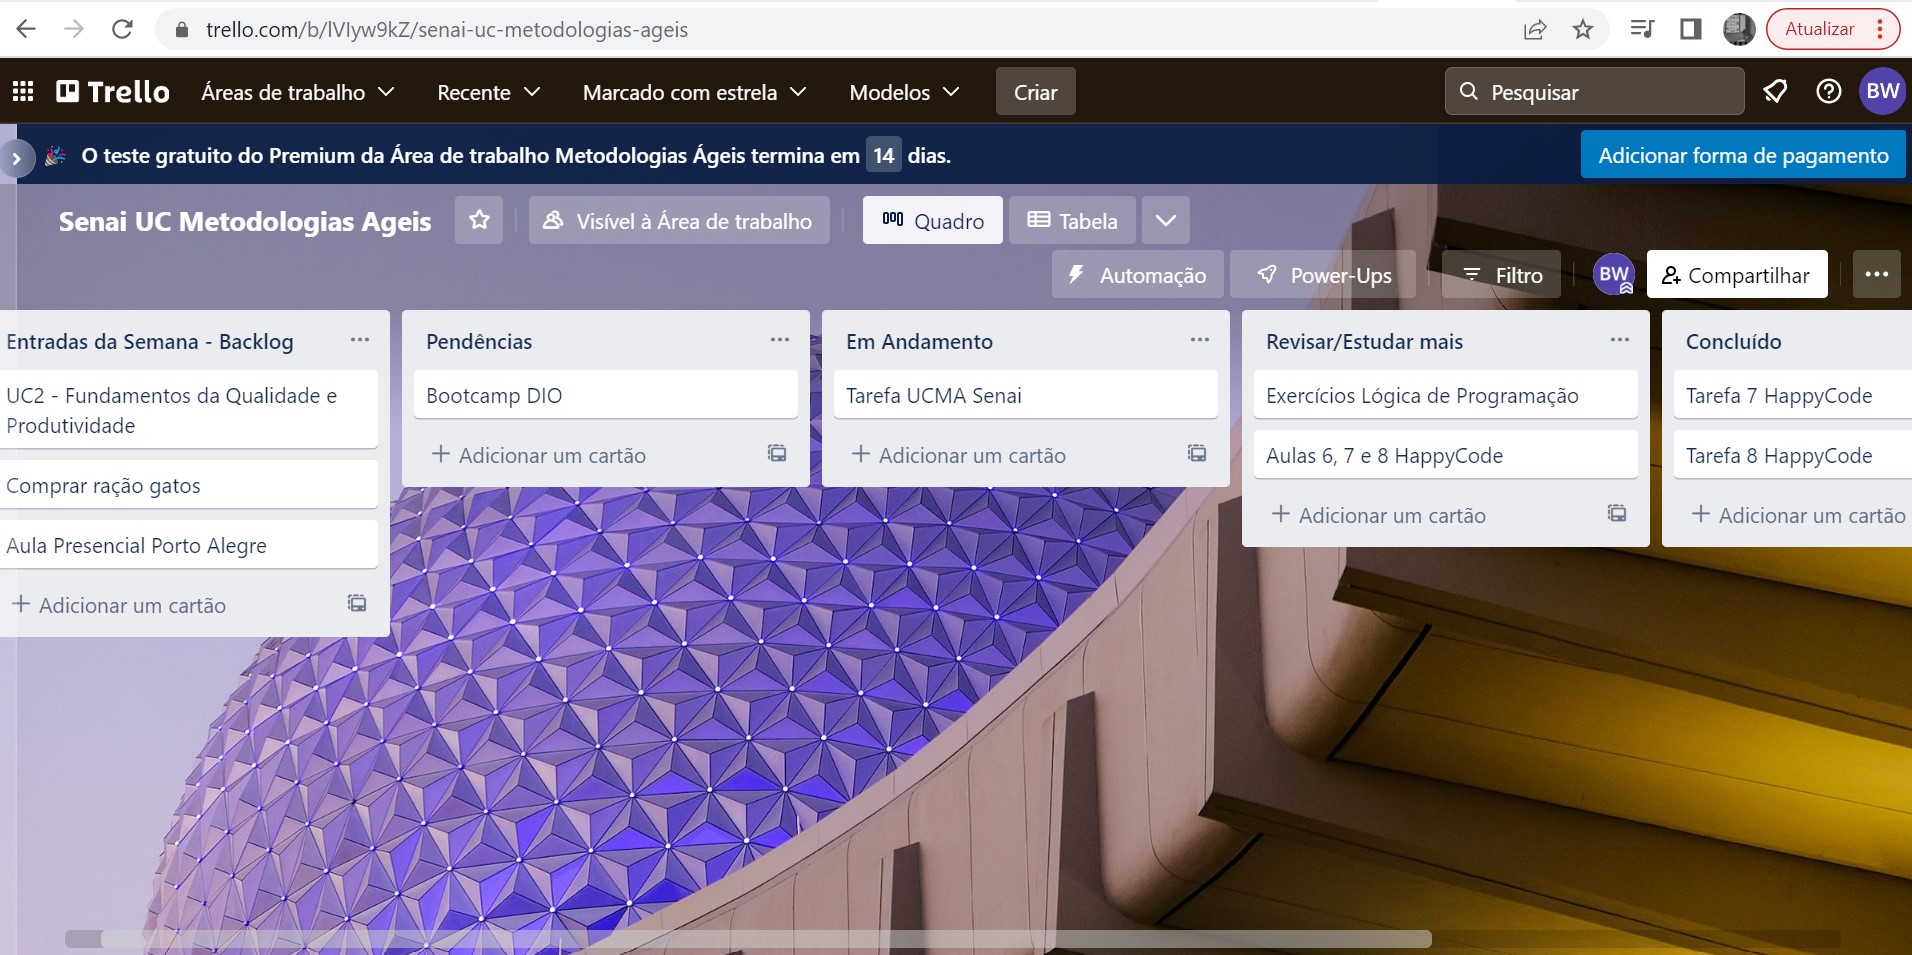 trello.com/b/lVIyw9kZ/senai-uc-metodologias-ageis
Atualizar
Trello
Áreas de trabalho
Recente
Marcado com estrela
Modelos
Criar
Pesquisar
BW
O teste gratuito do Premium da Área de trabalho Metodologias Ágeis termina em 14 dias.
Adicionar forma de pagamento
Senai UC Metodologias Ageis
Visível à Área de trabalho
Quadro
Tabela
Automação
Power-Ups
Filtro
BW
Compartilhar
Entradas da Semana - Backlog
UC2 - Fundamentos da Qualidade e
Produtividade
Comprar ração gatos
Aula Presencial Porto Alegre
Adicionar um cartão
Pendências
Bootcamp DIO
Adicionar um cartão
Em Andamento
Tarefa UCMA Senai
Adicionar um cartão
Revisar/Estudar mais
Exercícios Lógica de Programação
Aulas 6, 7 e 8 HappyCode
Adicionar um cartão
Concluído
Tarefa 7 HappyCode
Tarefa 8 HappyCode
Adicionar um cartão